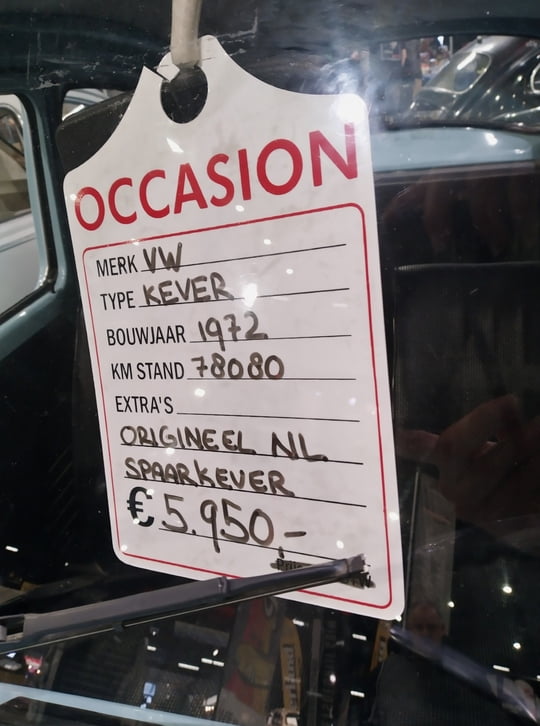 OCCASION
MERK VW
TYPE KEVER
BOUWJAAR 1972
KM STAND 78080
EXTRA'S
ORIGINEEL NL
SPAARKEVER
€ 5.950,-